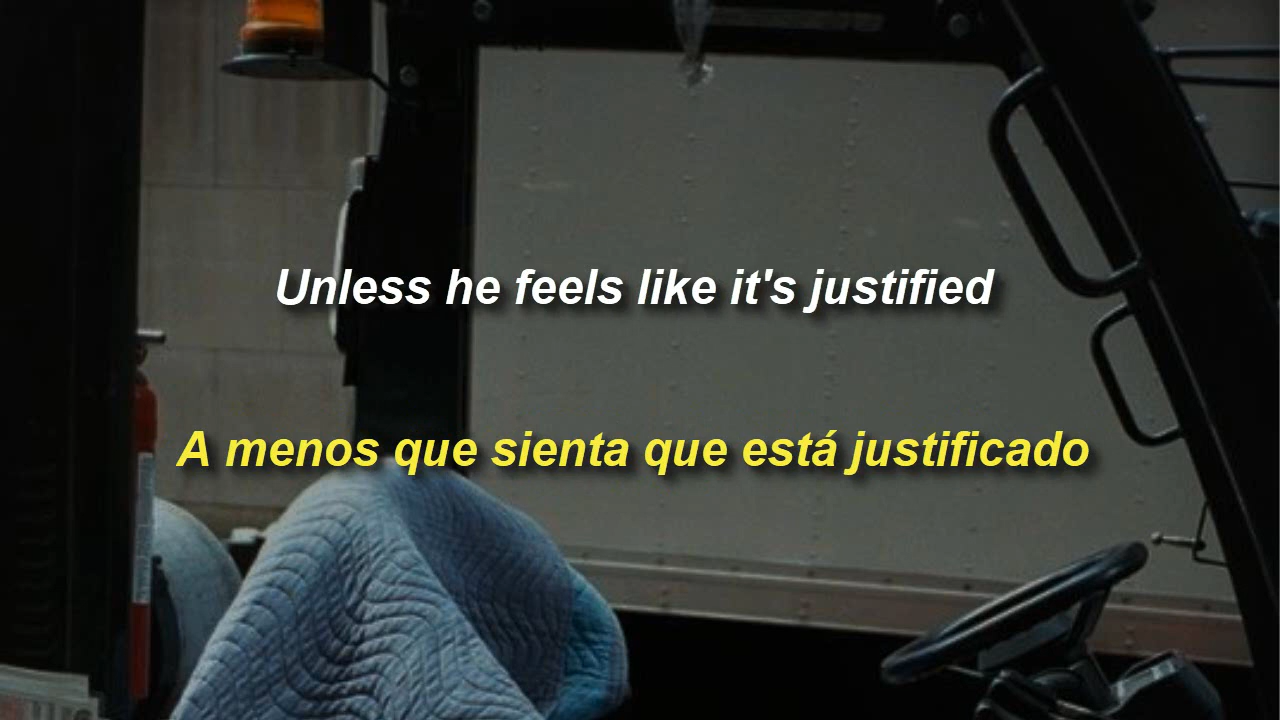 Unless he feels like it's justified
A menos que sienta que está justificado